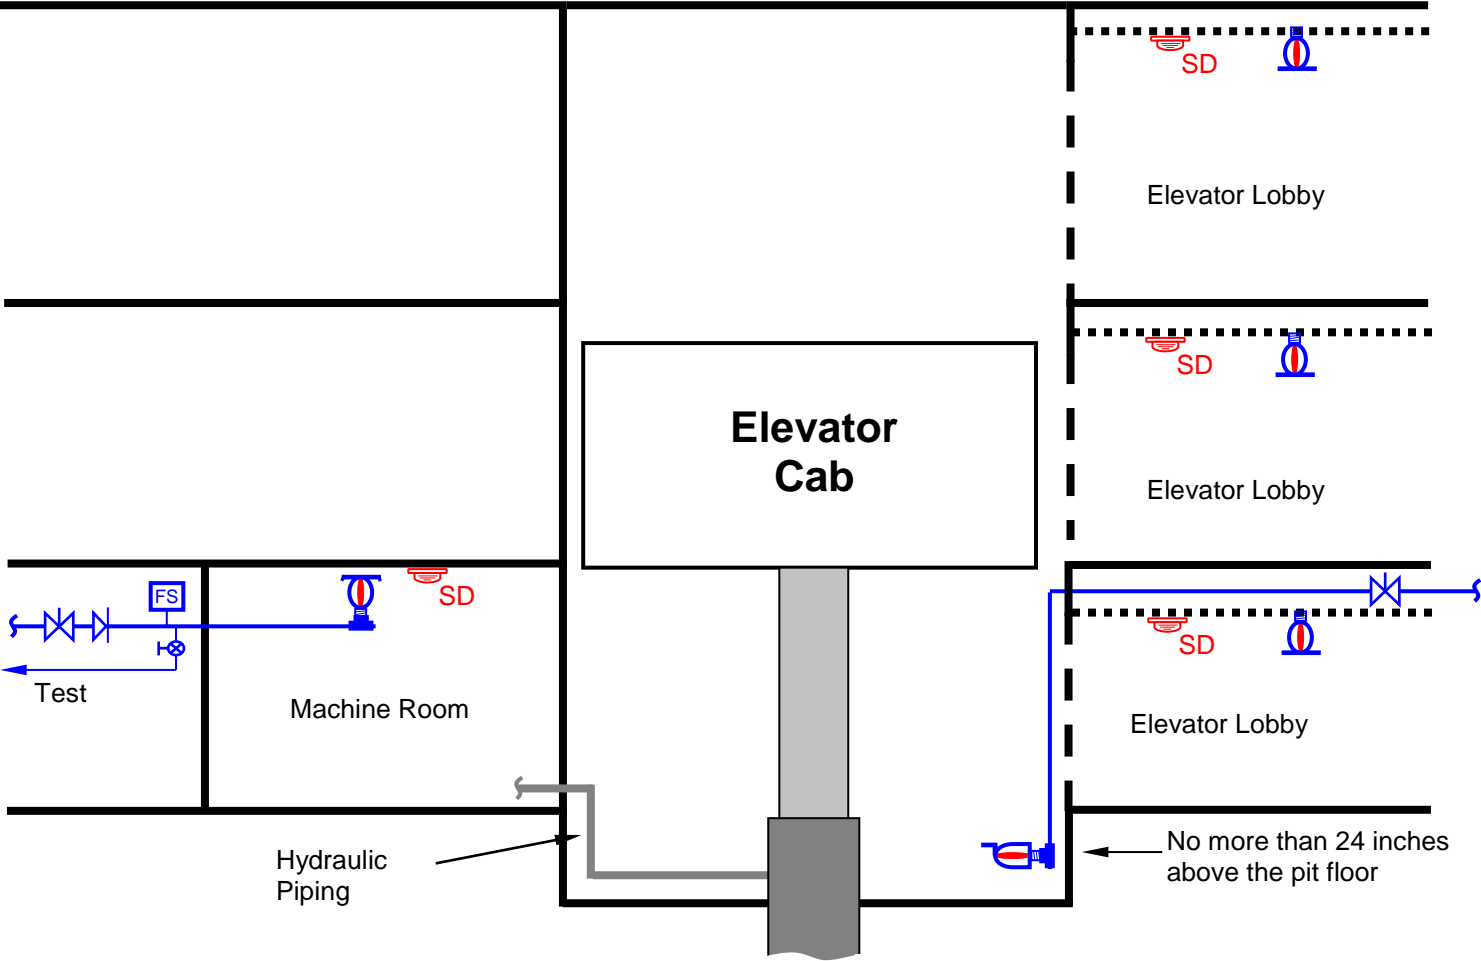 SD
Elevator Lobby
SD
Elevator
Cab
Elevator Lobby
FS
SD
SD
Test
Machine Room
Elevator Lobby
Hydraulic
Piping
No more than 24 inches
above the pit floor